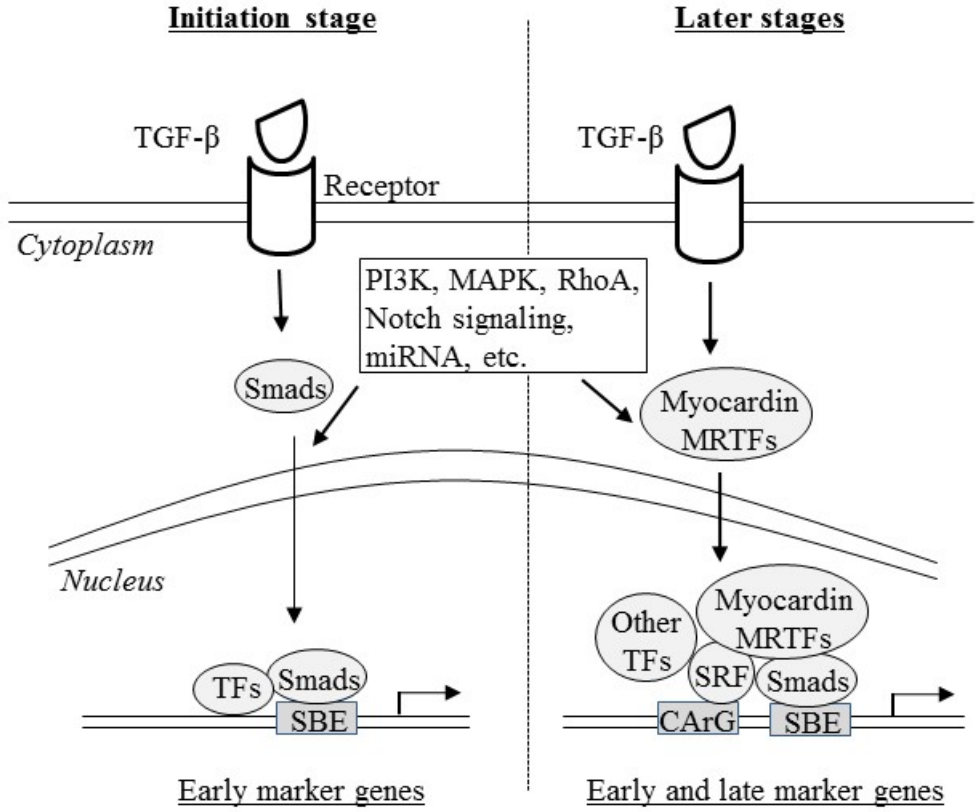 Initiation stage
Later stages
TGF-β
Receptor
TGF-β
Cytoplasm
PI3K, MAPK, RhoA,
Notch signaling,
miRNA, etc.
Smads
Myocardin
MRTFs
Nucleus
TFs
Smads
SBE
Other
TFs
Myocardin
MRTFs
SRF
Smads
CArG
SBE
Early marker genes
Early and late marker genes